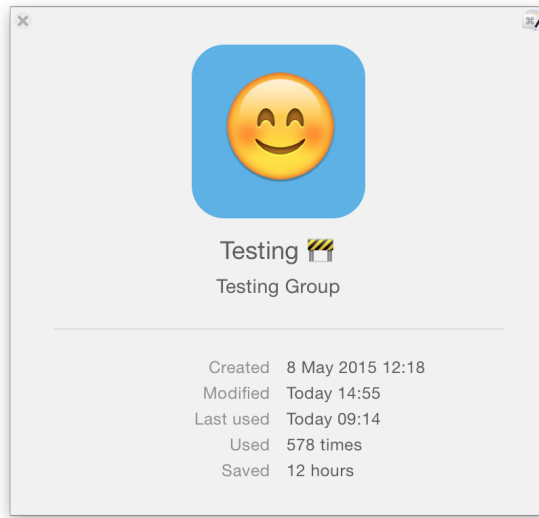 Testing 🚧
Testing Group
Created 8 May 2015 12:18
Modified Today 14:55
Last used Today 09:14
Used 578 times
Saved 12 hours